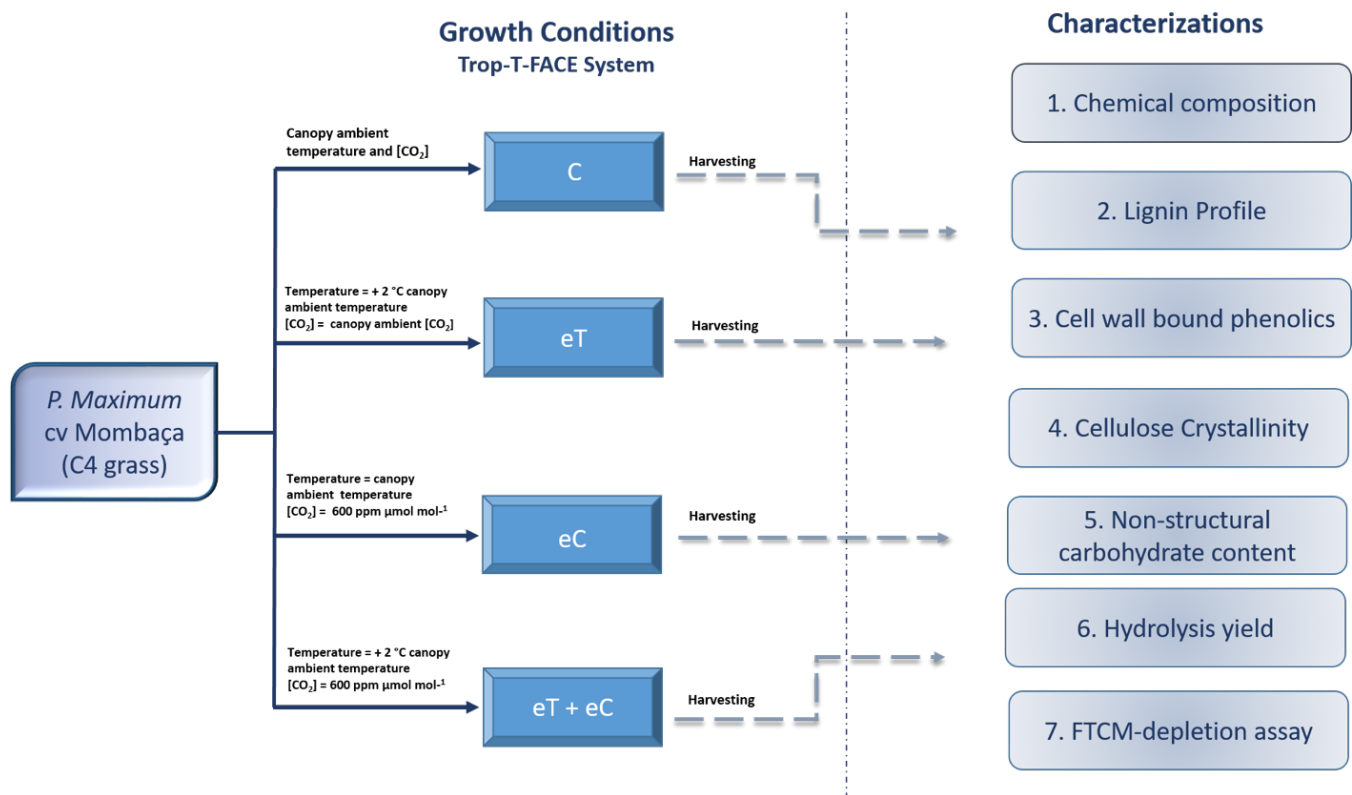 Growth Conditions
Trop-T-FACE System
Characterizations
P. Maximum
cv Mombaça
(C4 grass)
Canopy ambient
temperature and [CO₂]
C
Harvesting
Temperature = + 2 °C canopy
ambient temperature
[CO₂] = canopy ambient [CO₂]
eT
Harvesting
Temperature = canopy
ambient temperature
[CO₂] = 600 ppm µmol mol-¹
eC
Harvesting
Temperature = + 2 °C canopy
ambient temperature
[CO₂] = 600 ppm µmol mol-¹
eT + eC
Harvesting
1. Chemical composition
2. Lignin Profile
3. Cell wall bound phenolics
4. Cellulose Crystallinity
5. Non-structural
carbohydrate content
6. Hydrolysis yield
7. FTCM-depletion assay